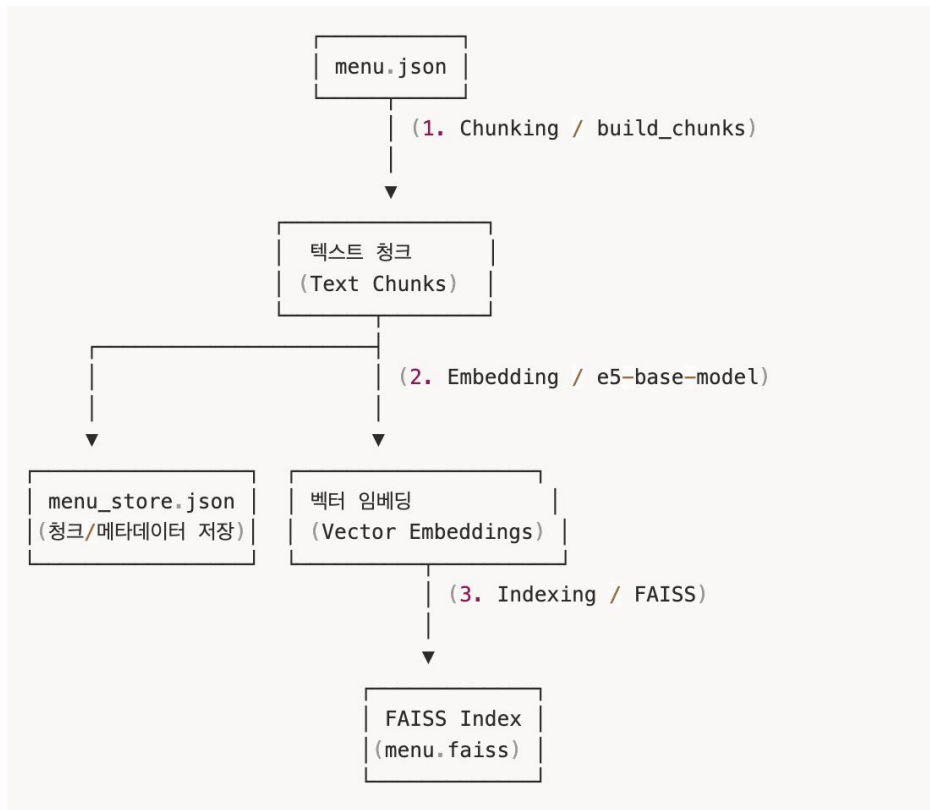 menu.json
(1. Chunking / build_chunks)
텍스트 청크
(Text Chunks)
(2. Embedding / e5-base-model)
menu_store.json
(청크/메타데이터 저장)
벡터 임베딩
(Vector Embeddings)
(3. Indexing / FAISS)
FAISS Index
(menu.faiss)